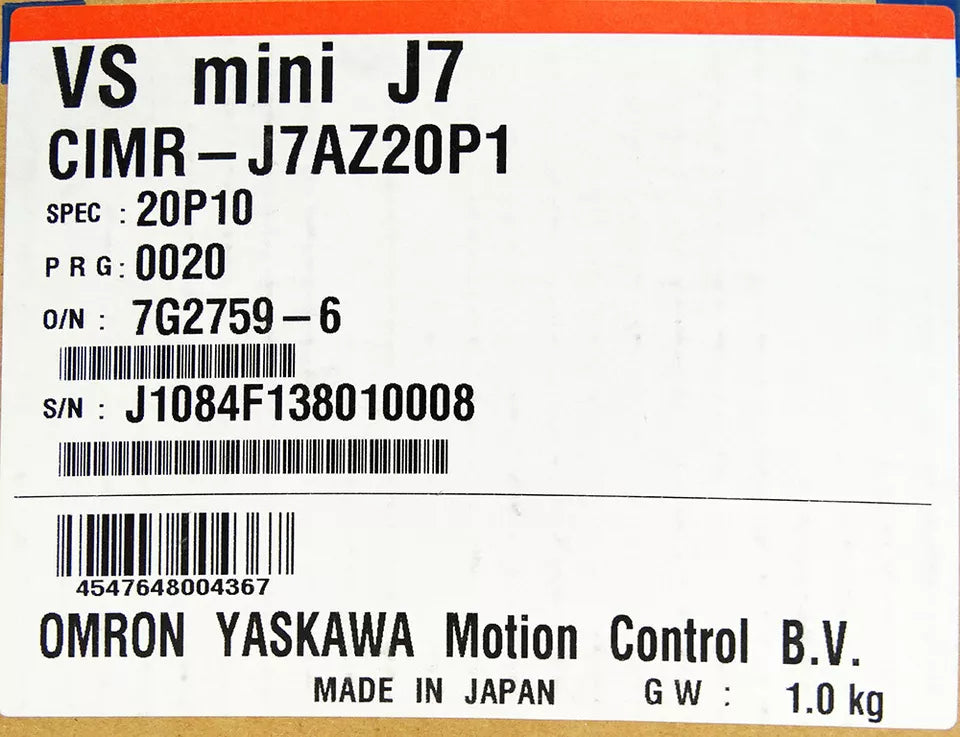 VS mini J7
CIMR-J7AZ20P1
SPEC : 20P10
PRG: 0020
O/N : 7G2759-6
S/N : J1084F138010008
4547648004367
OMRON YASKAWA Motion Control B.V.
MADE IN JAPAN GW : 1.0 kg